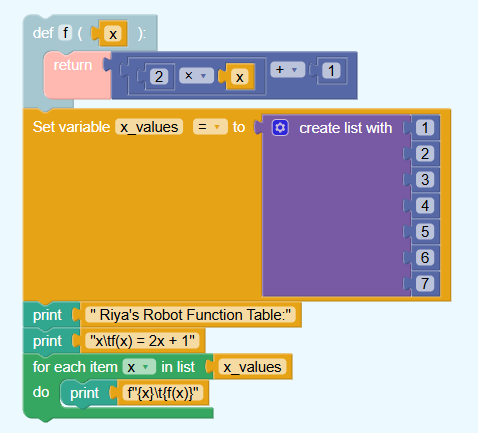 def f ( x ):
return 2 × x + 1
Set variable x_values = to create list with 1
2
3
4
5
6
7
print " Riya's Robot Function Table:"
print "x\tf(x) = 2x + 1"
for each item x in list x_values
do print f"{x}\t{f(x)}"